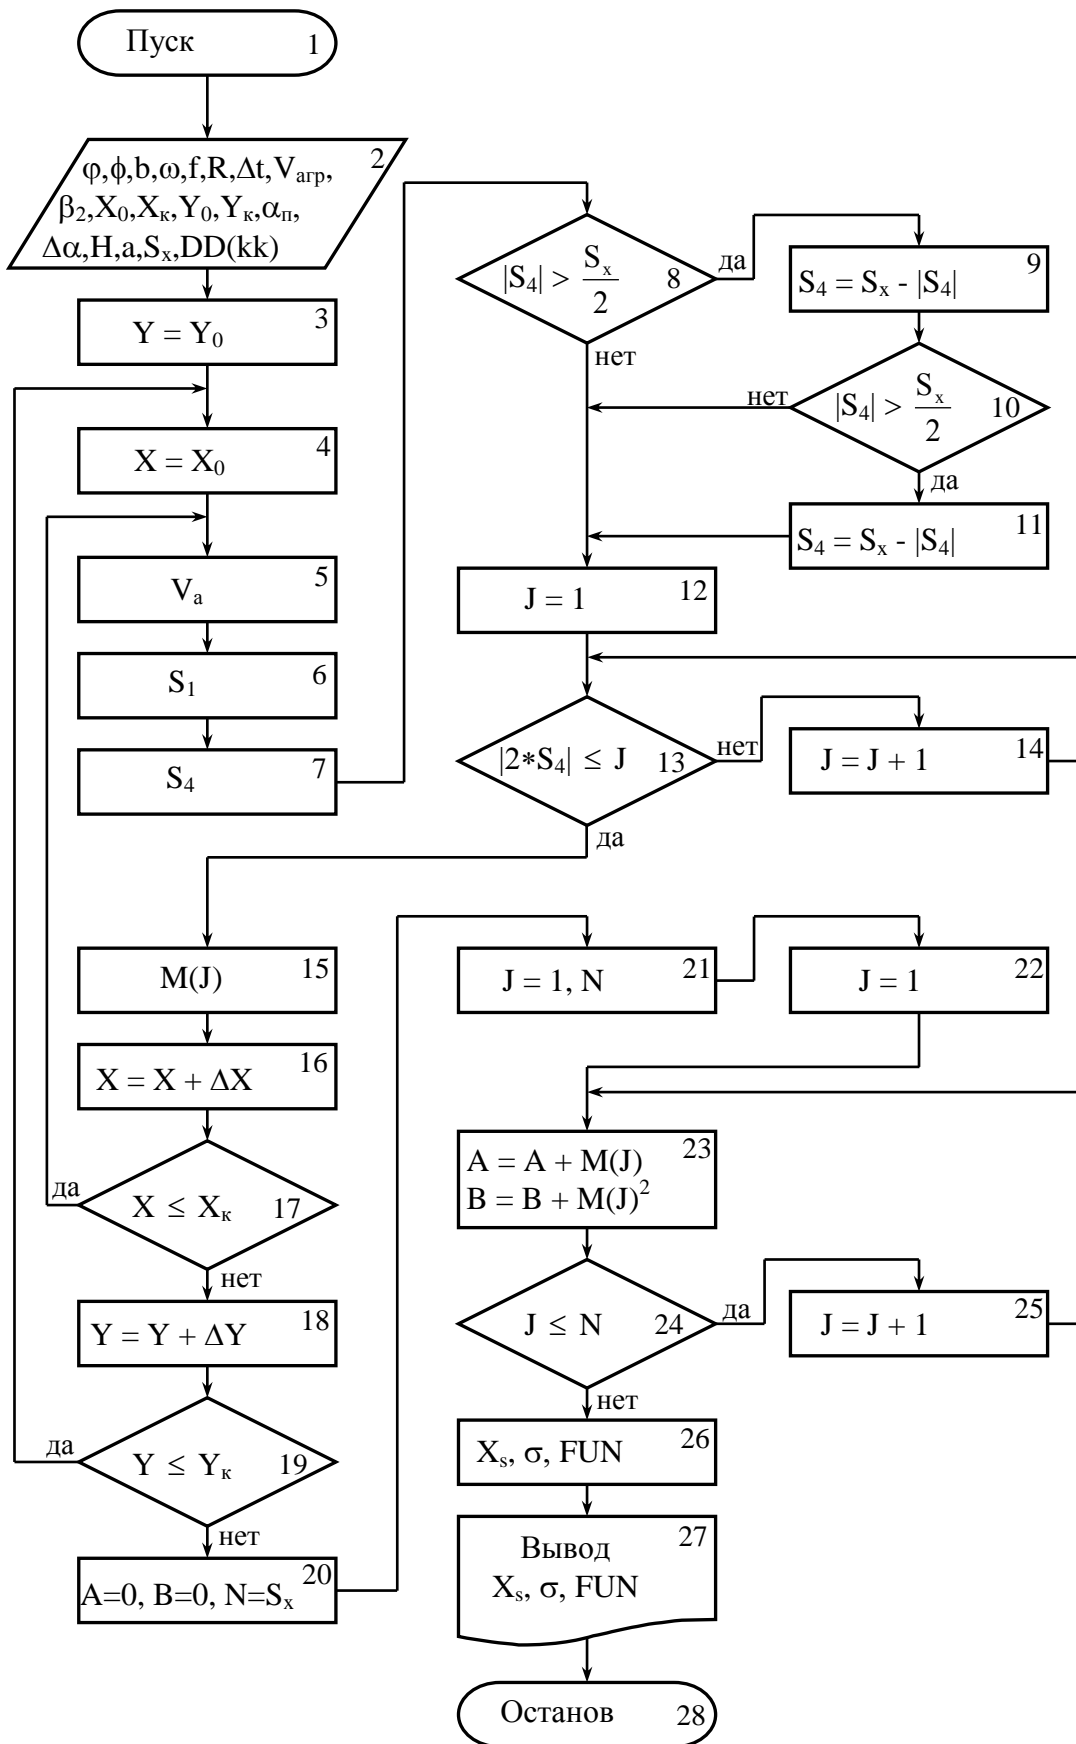 Пуск 1
2
φ,ϕ,b,ω,f,R,Δt,Vагр,
β2,X0,Xк,Y0,Yк,αп,
Δα,H,a,Sx,DD(kk)
Y = Y0 3
X = X0 4
Va 5
S1 6
S4 7
|S4| > Sx/2 8
да
нет
S4 = Sx - |S4| 9
|S4| > Sx/2 10
нет
да
S4 = Sx - |S4| 11
J = 1 12
|2*S4| ≤ J 13
нет
да
J = J + 1 14
M(J) 15
X = X + ΔX 16
X ≤ Xк 17
да
нет
Y = Y + ΔY 18
Y ≤ Yк 19
да
нет
A=0, B=0, N=Sx 20
J = 1, N 21
J = 1 22
A = A + M(J) 23
B = B + M(J)²
J ≤ N 24
да
нет
J = J + 1 25
Xs, σ, FUN 26
Вывод 27
Xs, σ, FUN
Останов 28